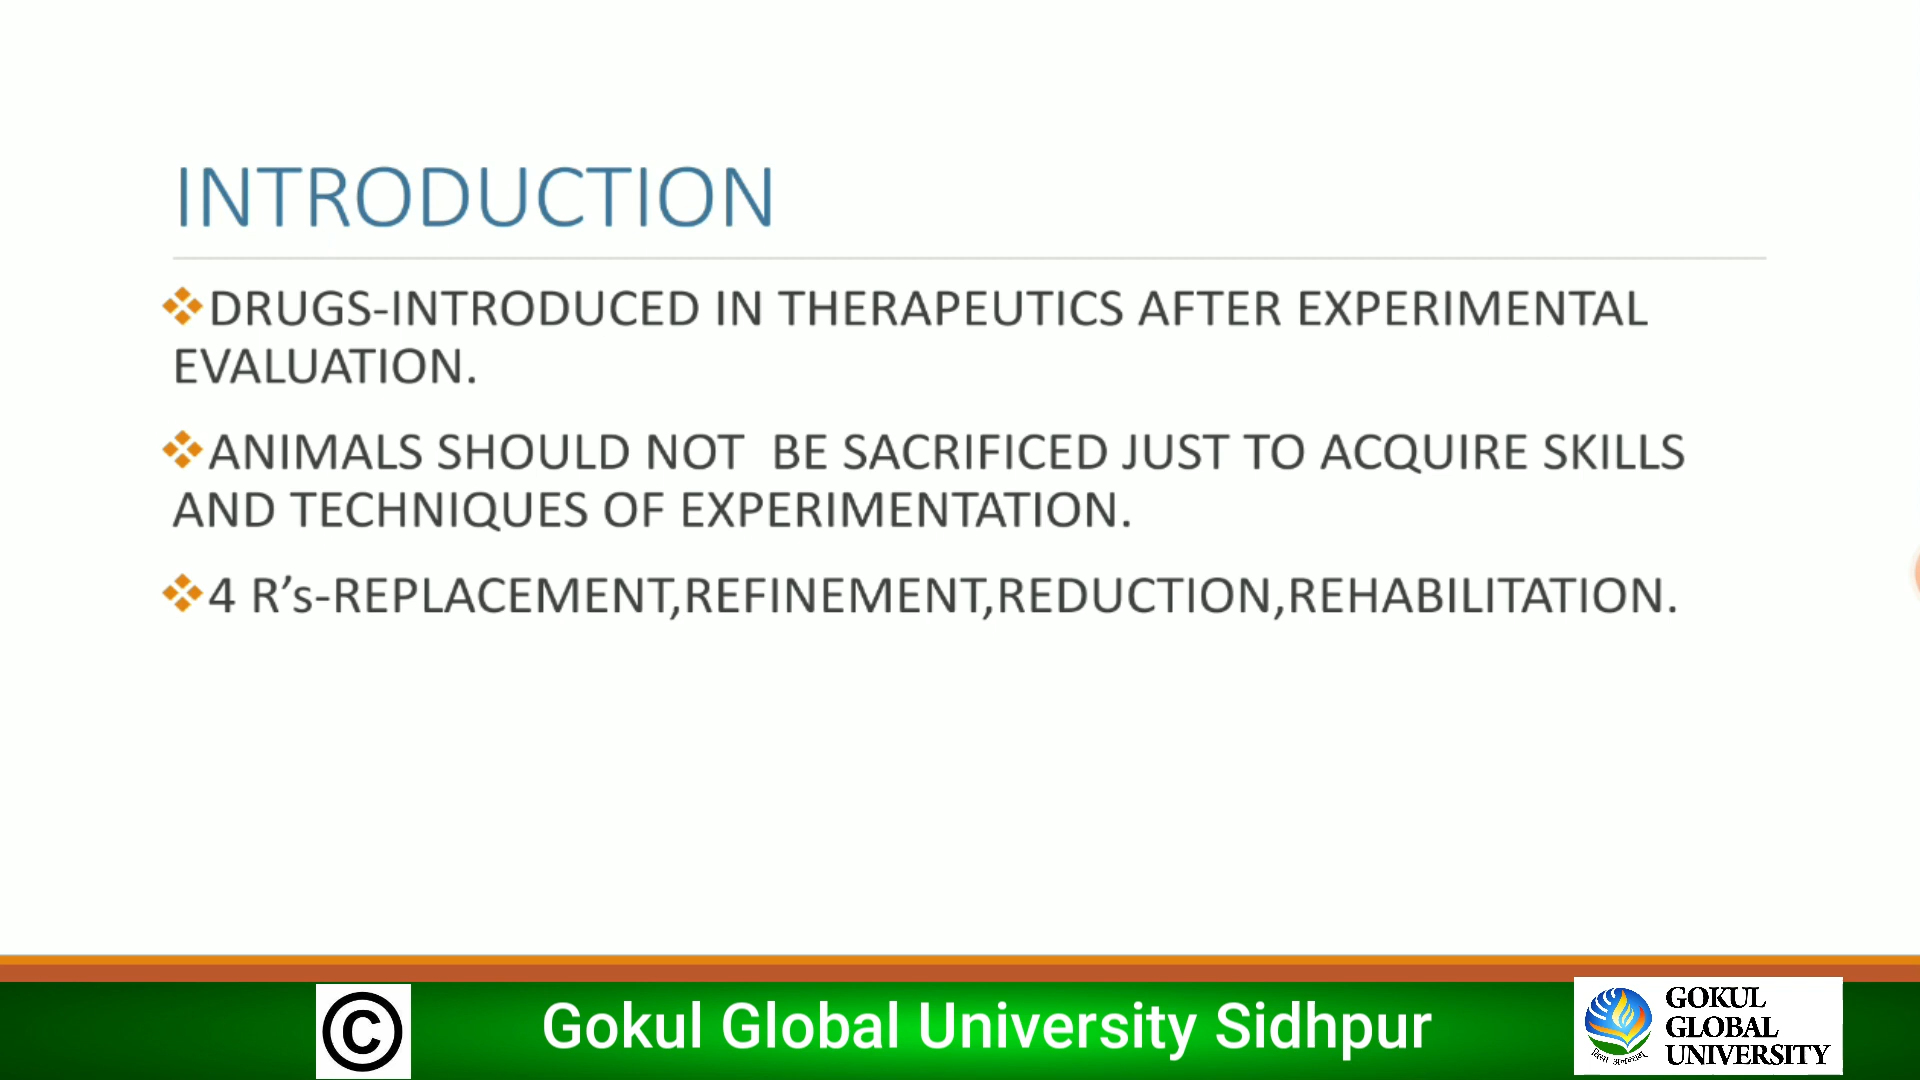 INTRODUCTION
❖DRUGS-INTRODUCED IN THERAPEUTICS AFTER EXPERIMENTAL
EVALUATION.
❖ANIMALS SHOULD NOT  BE SACRIFICED JUST TO ACQUIRE SKILLS
AND TECHNIQUES OF EXPERIMENTATION.
❖4 R’s-REPLACEMENT,REFINEMENT,REDUCTION,REHABILITATION.
©
Gokul Global University Sidhpur
GOKUL
GLOBAL
UNIVERSITY